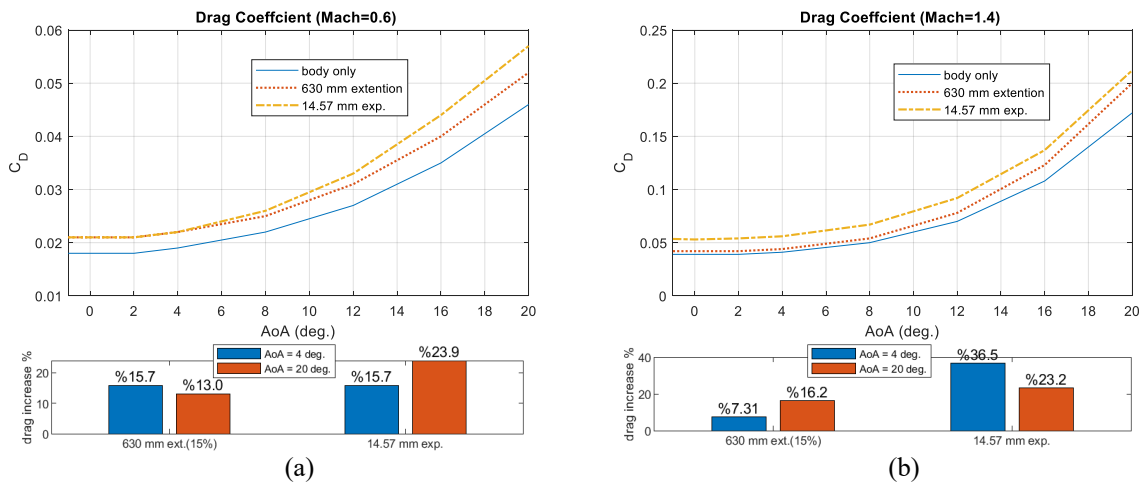 Drag Coeffcient (Mach=0.6)
0.06
0.05
0.04
0.03
0.02
0.01
C_D
body only
630 mm extention
14.57 mm exp.
0 2 4 6 8 10 12 14 16 18 20
AoA (deg.)
drag increase %
20
10
0
AoA = 4 deg.
AoA = 20 deg.
%15.7
%13.0
%15.7
%23.9
630 mm ext.(15%)
14.57 mm exp.
(a)
Drag Coeffcient (Mach=1.4)
0.25
0.2
0.15
0.1
0.05
0
C_D
body only
630 mm extention
14.57 mm exp.
0 2 4 6 8 10 12 14 16 18 20
AoA (deg.)
drag increase %
40
20
0
AoA = 4 deg.
AoA = 20 deg.
%7.31
%16.2
%36.5
%23.2
630 mm ext.(15%)
14.57 mm exp.
(b)